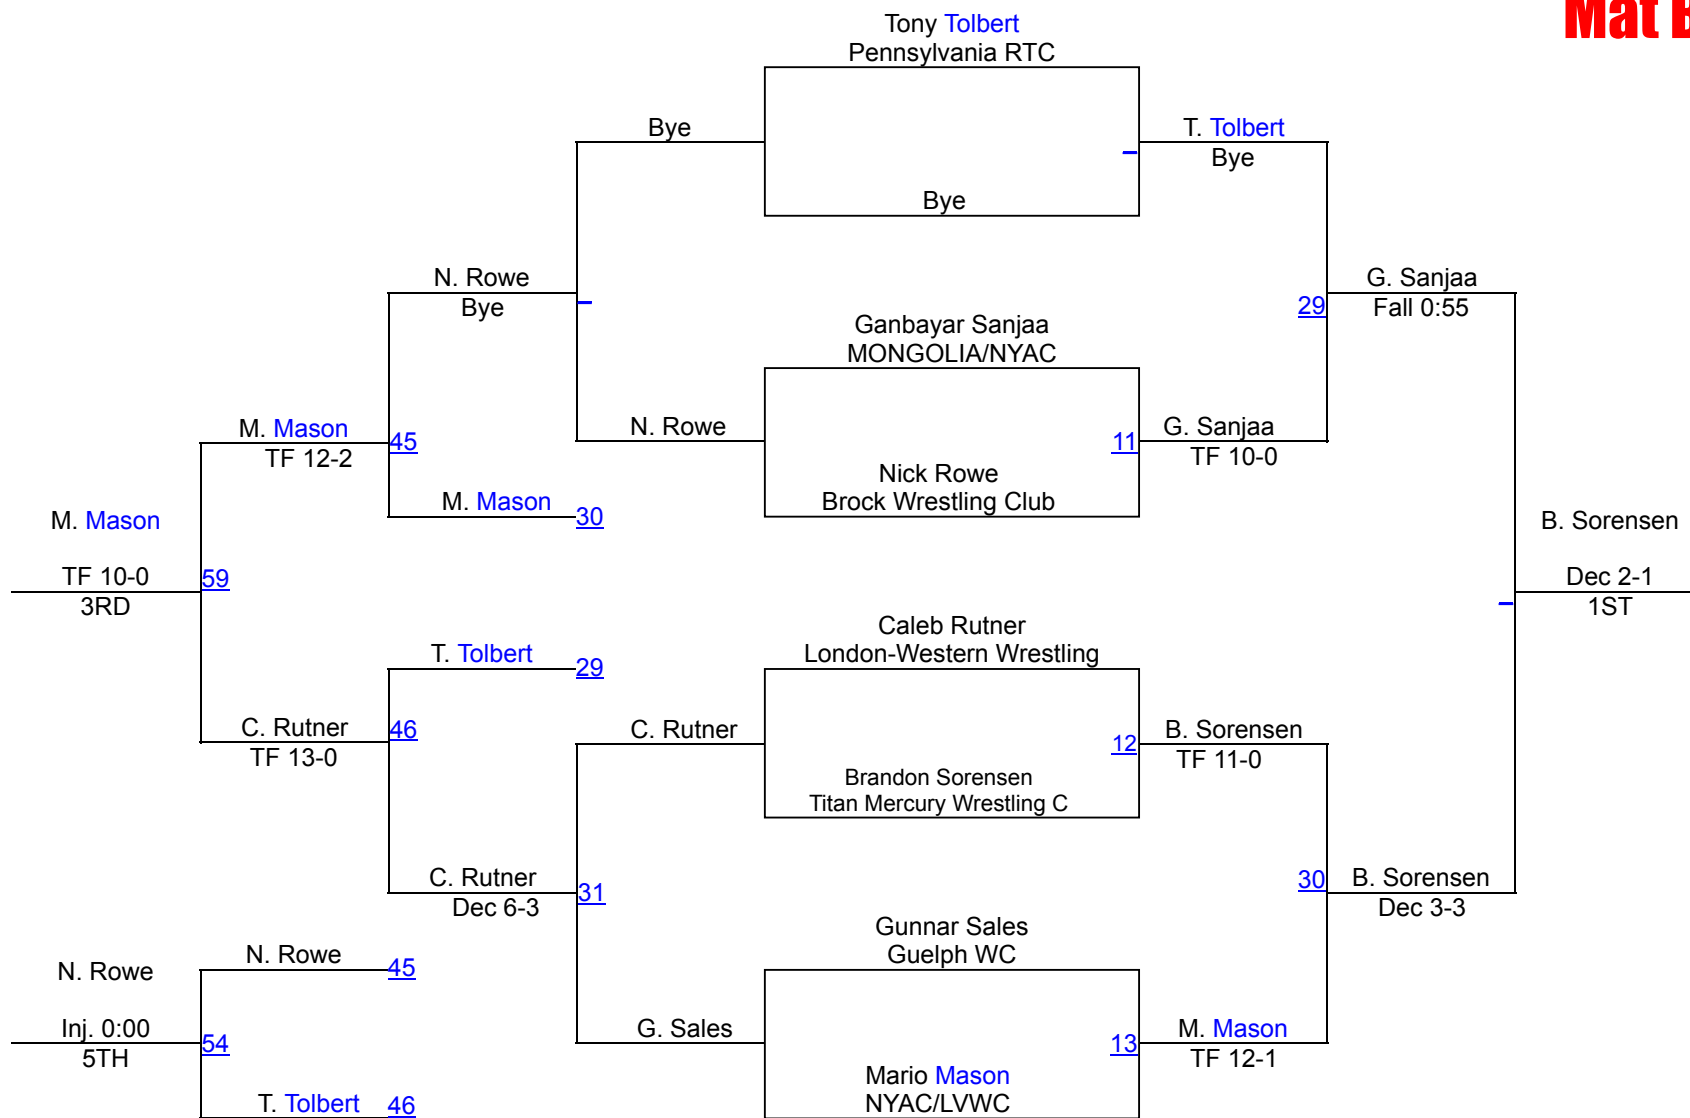 Mat B
Tony Tolbert
Pennsylvania RTC
Bye
T. Tolbert
Bye
Bye
N. Rowe
Bye
G. Sanjaa
Fall 0:55
29
Ganbayar Sanjaa
MONGOLIA/NYAC
M. Mason
TF 12-2
45
N. Rowe
11
G. Sanjaa
TF 10-0
Nick Rowe
Brock Wrestling Club
M. Mason
30
M. Mason
TF 10-0
3RD
59
B. Sorensen
Dec 2-1
1ST
Caleb Rutner
London-Western Wrestling
T. Tolbert
29
C. Rutner
TF 13-0
46
C. Rutner
12
B. Sorensen
TF 11-0
Brandon Sorensen
Titan Mercury Wrestling C
C. Rutner
Dec 6-3
31
30
B. Sorensen
Dec 3-3
Gunnar Sales
Guelph WC
N. Rowe
45
N. Rowe
Inj. 0:00
5TH
54
G. Sales
13
M. Mason
TF 12-1
Mario Mason
NYAC/LVWC
T. Tolbert
46